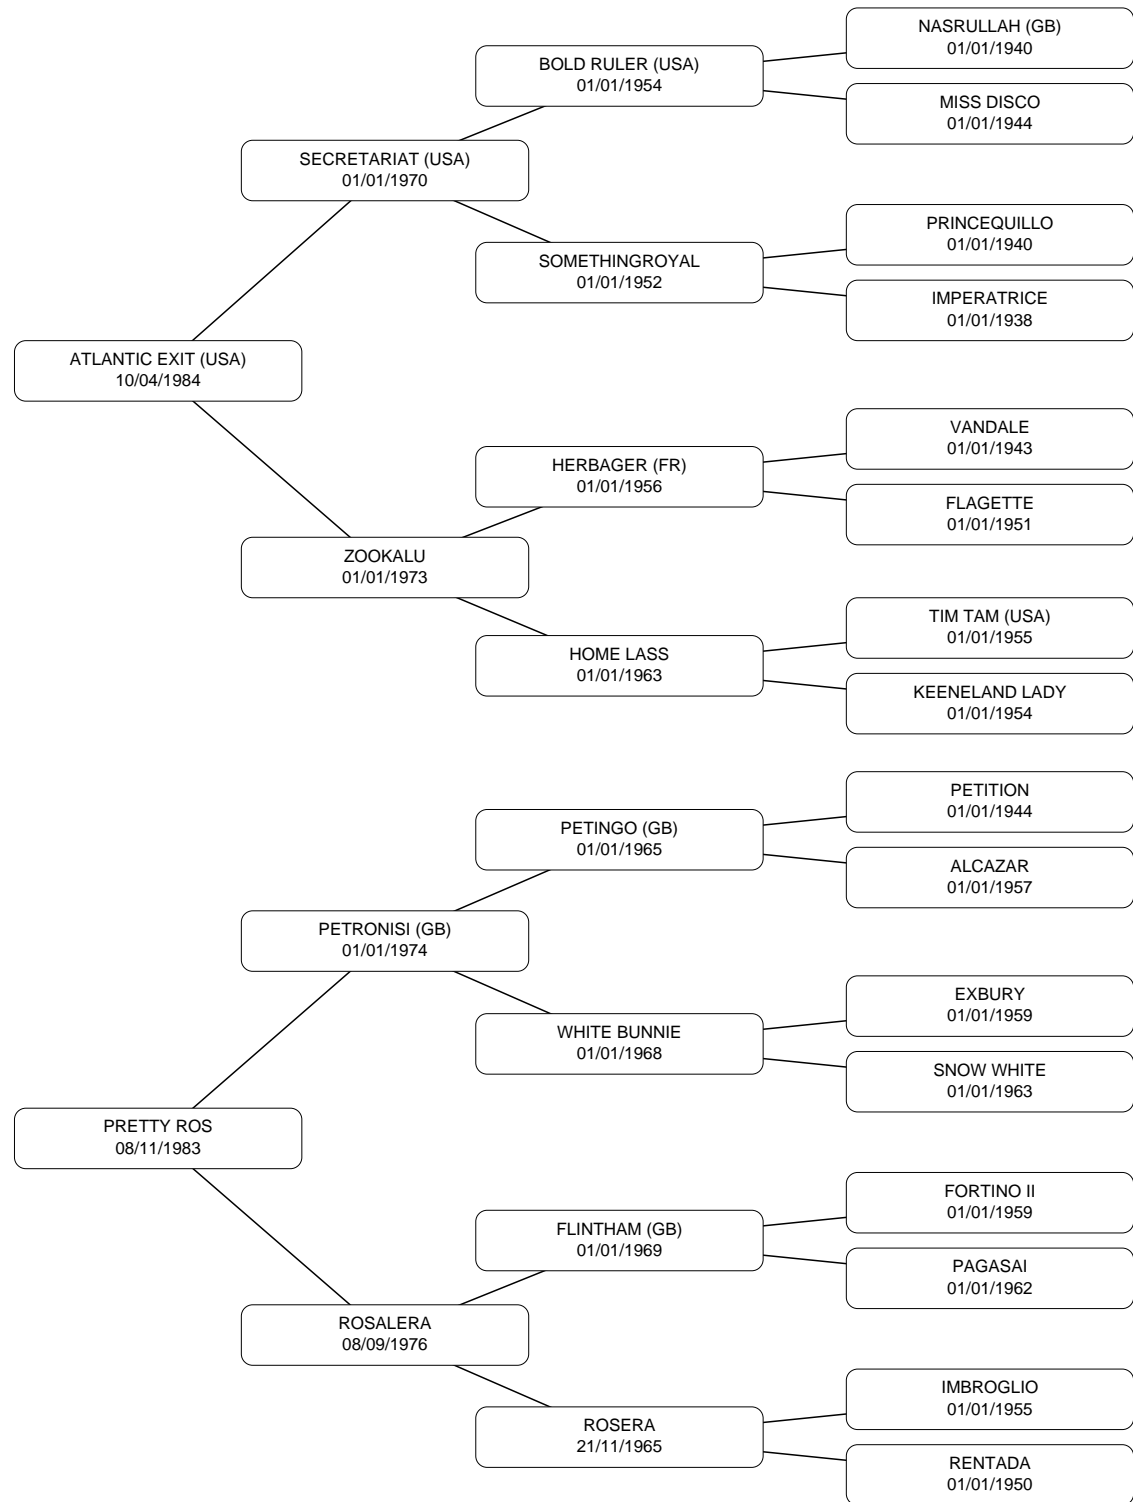 NASRULLAH (GB)
01/01/1940
BOLD RULER (USA)
01/01/1954
MISS DISCO
01/01/1944
SECRETARIAT (USA)
01/01/1970
PRINCEQUILLO
01/01/1940
SOMETHINGROYAL
01/01/1952
IMPERATRICE
01/01/1938
ATLANTIC EXIT (USA)
10/04/1984
VANDALE
01/01/1943
HERBAGER (FR)
01/01/1956
FLAGETTE
01/01/1951
ZOOKALU
01/01/1973
TIM TAM (USA)
01/01/1955
HOME LASS
01/01/1963
KEENELAND LADY
01/01/1954
PETITION
01/01/1944
PETINGO (GB)
01/01/1965
ALCAZAR
01/01/1957
PETRONISI (GB)
01/01/1974
EXBURY
01/01/1959
WHITE BUNNIE
01/01/1968
SNOW WHITE
01/01/1963
PRETTY ROS
08/11/1983
FORTINO II
01/01/1959
FLINTHAM (GB)
01/01/1969
PAGASAI
01/01/1962
ROSALERA
08/09/1976
IMBROGLIO
01/01/1955
ROSERA
21/11/1965
RENTADA
01/01/1950